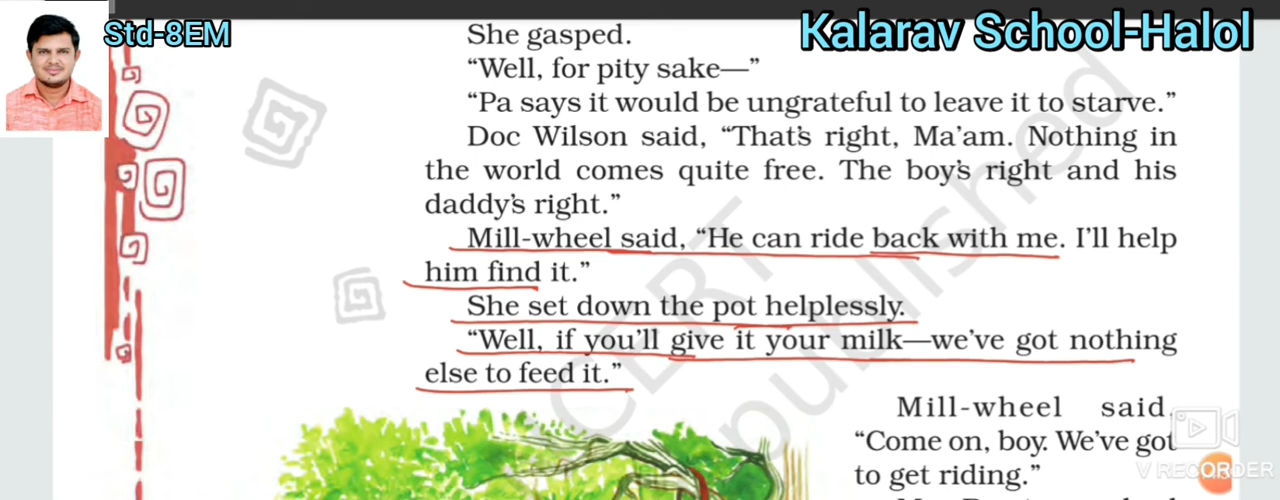 Std-8EM
Kalarav School-Halol
She gasped.
“Well, for pity sake—”
“Pa says it would be ungrateful to leave it to starve.”
Doc Wilson said, “That’s right, Ma’am. Nothing in
the world comes quite free. The boy’s right and his
daddy’s right.”
Mill-wheel said, “He can ride back with me. I’ll help
him find it.”
She set down the pot helplessly.
“Well, if you’ll give it your milk—we’ve got nothing
else to feed it.”
Mill-wheel said,
“Come on, boy. We’ve got
to get riding.”
V RECORDER